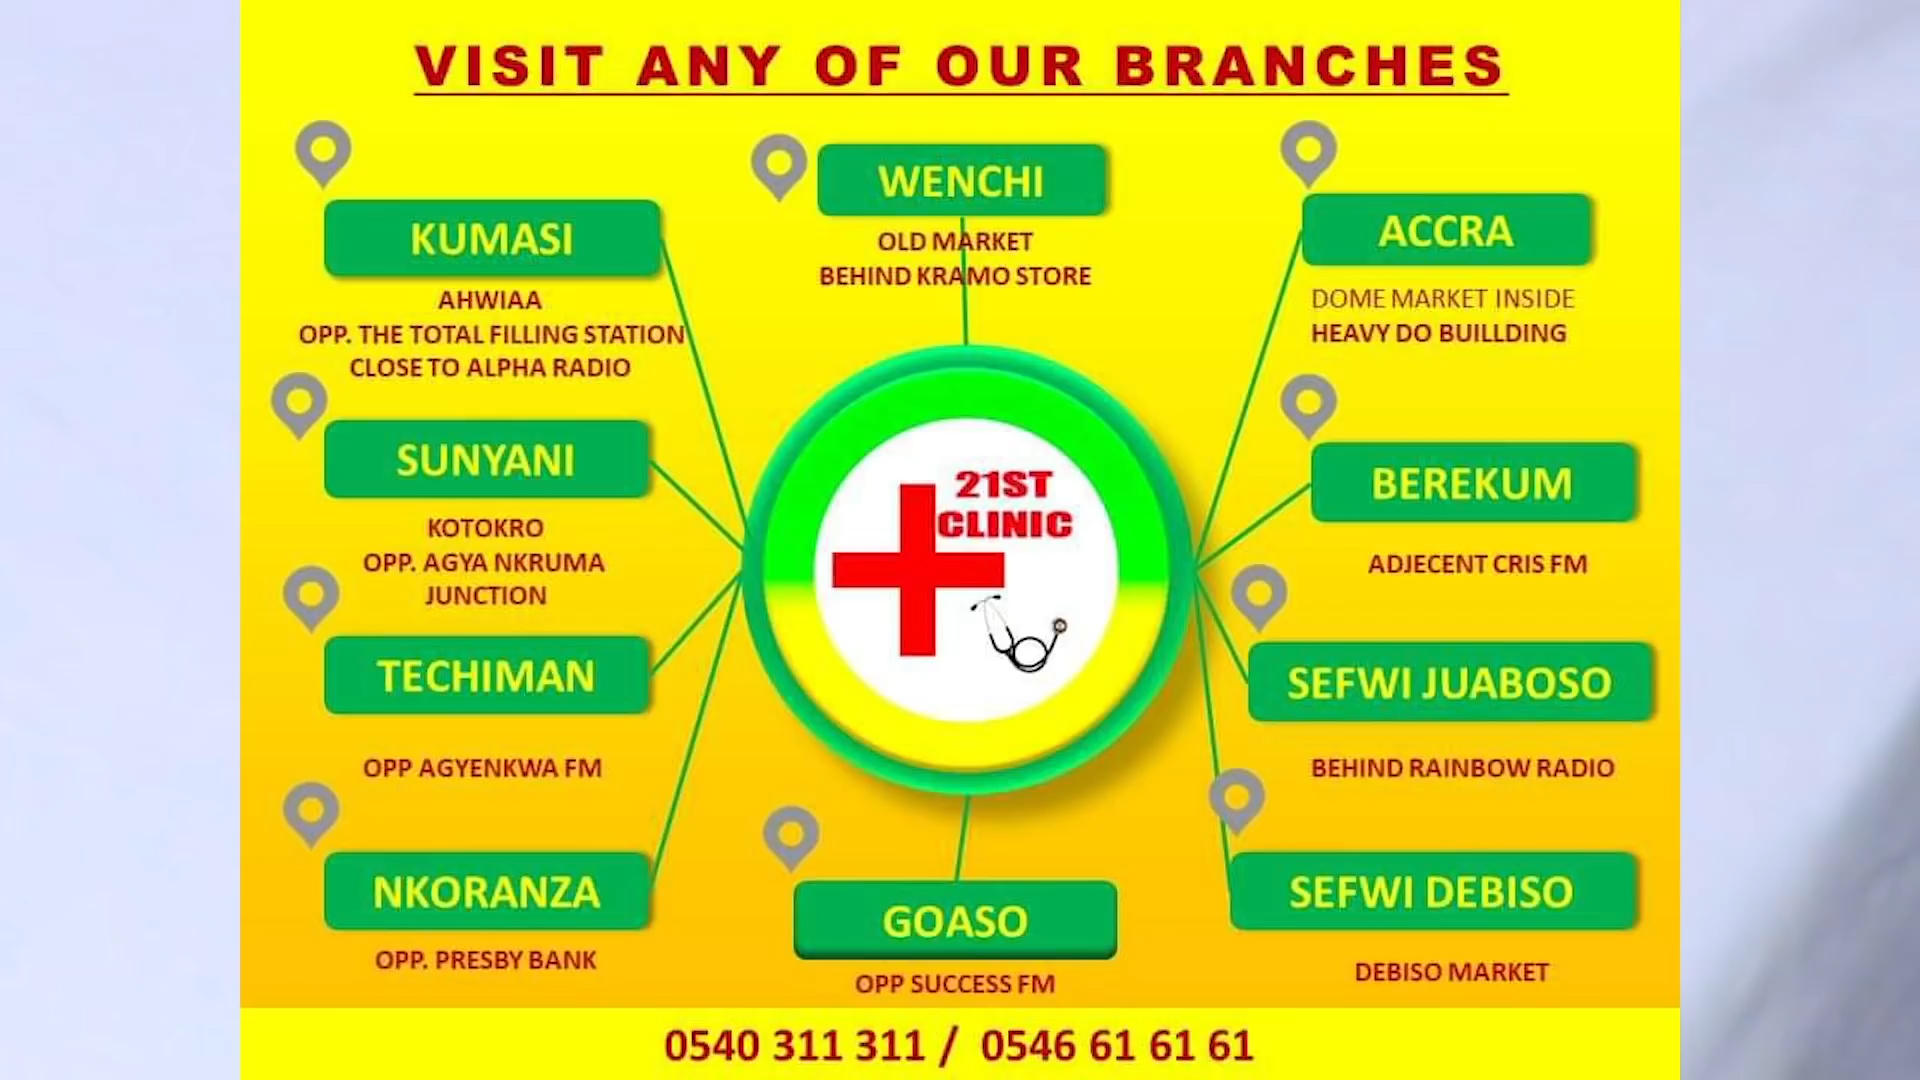 VISIT ANY OF OUR BRANCHES
KUMASI
AHWIAA
OPP. THE TOTAL FILLING STATION
CLOSE TO ALPHA RADIO
SUNYANI
KOTOKRO
OPP. AGYA NKRUMA
JUNCTION
TECHIMAN
OPP AGYENKWA FM
NKORANZA
OPP. PRESBY BANK
WENCHI
OLD MARKET
BEHIND KRAMO STORE
21ST
CLINIC
GOASO
OPP SUCCESS FM
ACCRA
DOME MARKET INSIDE
HEAVY DO BUILLDING
BEREKUM
ADJECENT CRIS FM
SEFWI JUABOSO
BEHIND RAINBOW RADIO
SEFWI DEBISO
DEBISO MARKET
0540 311 311 / 0546 61 61 61